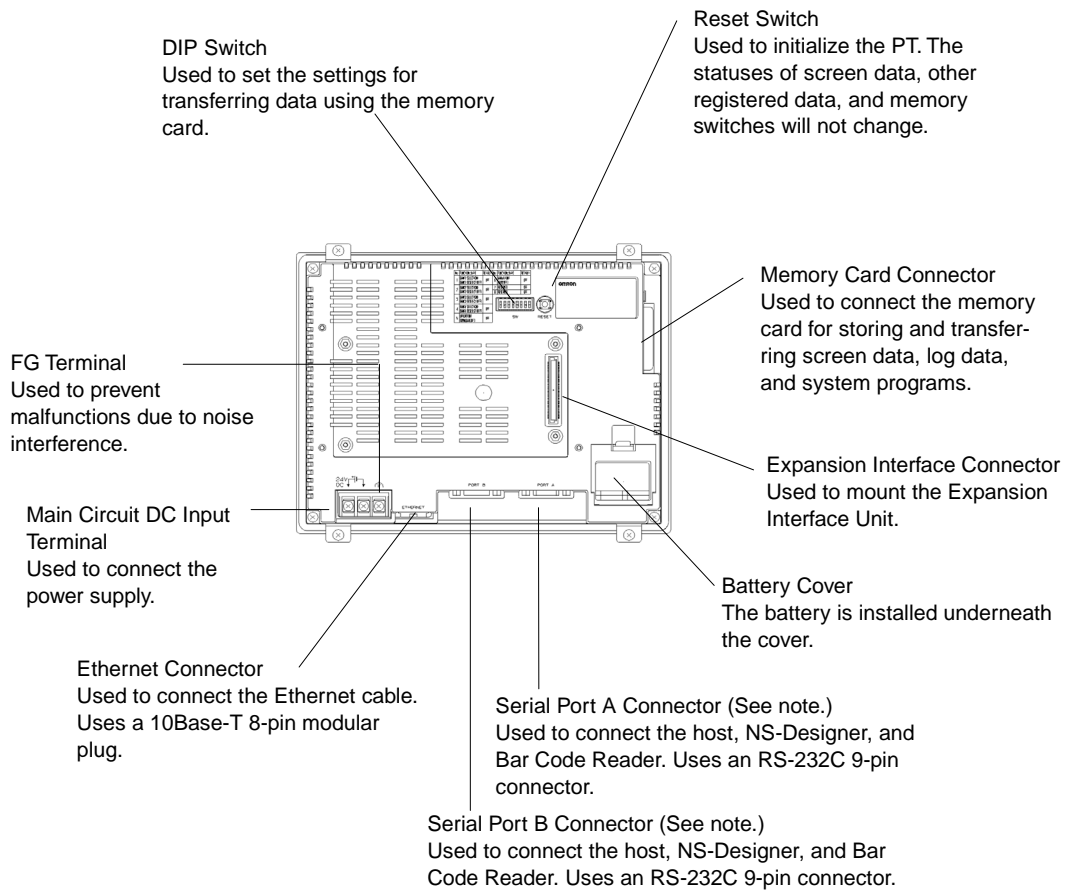 Reset Switch
Used to initialize the PT. The
statuses of screen data, other
registered data, and memory
switches will not change.
DIP Switch
Used to set the settings for
transferring data using the memory
card.
OMRON
SW
RESET
Memory Card Connector
Used to connect the memory
card for storing and transfer-
ring screen data, log data,
and system programs.
FG Terminal
Used to prevent
malfunctions due to noise
interference.
Expansion Interface Connector
Used to mount the Expansion
Interface Unit.
24V
DC
PORT B
PORT A
ETHERNET
Main Circuit DC Input
Terminal
Used to connect the
power supply.
Battery Cover
The battery is installed underneath
the cover.
Ethernet Connector
Used to connect the Ethernet cable.
Uses a 10Base-T 8-pin modular
plug.
Serial Port A Connector (See note.)
Used to connect the host, NS-Designer, and
Bar Code Reader. Uses an RS-232C 9-pin
connector.
Serial Port B Connector (See note.)
Used to connect the host, NS-Designer, and Bar
Code Reader. Uses an RS-232C 9-pin connector.